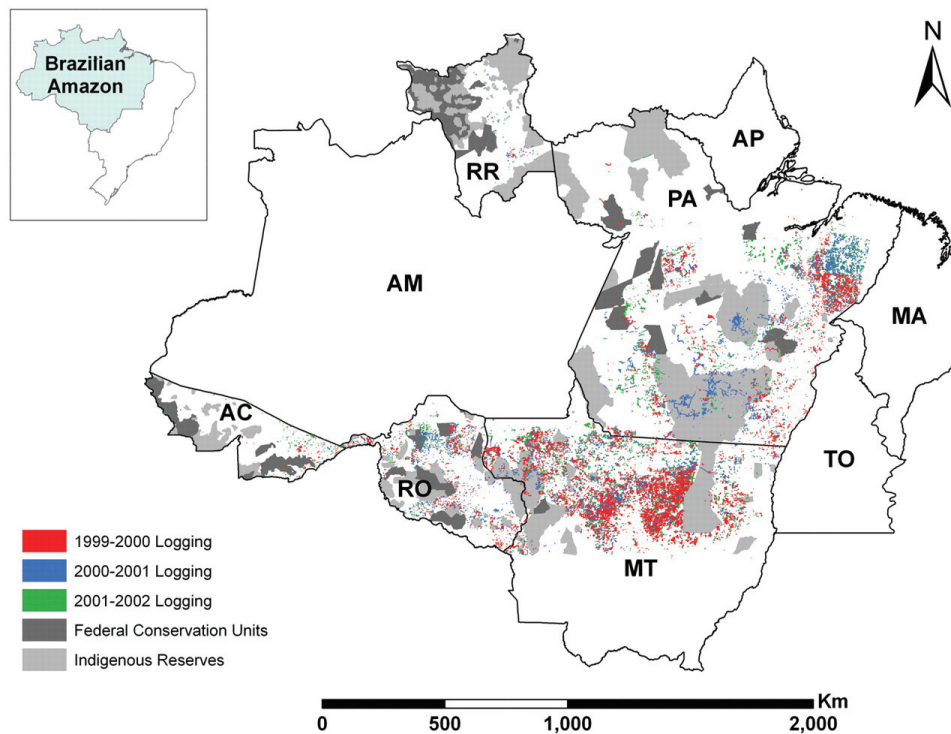 Brazilian
Amazon
N
AP
RR
PA
AM
MA
AC
TO
RO
MT
1999-2000 Logging
2000-2001 Logging
2001-2002 Logging
Federal Conservation Units
Indigenous Reserves
Km
0 500 1,000 2,000